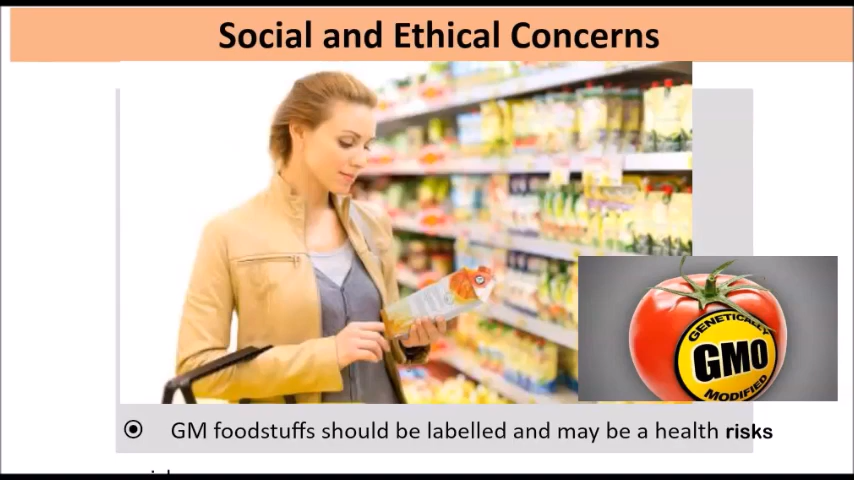 Social and Ethical Concerns
GENETICALLY
GMO
MODIFIED
GM foodstuffs should be labelled and may be a health risks